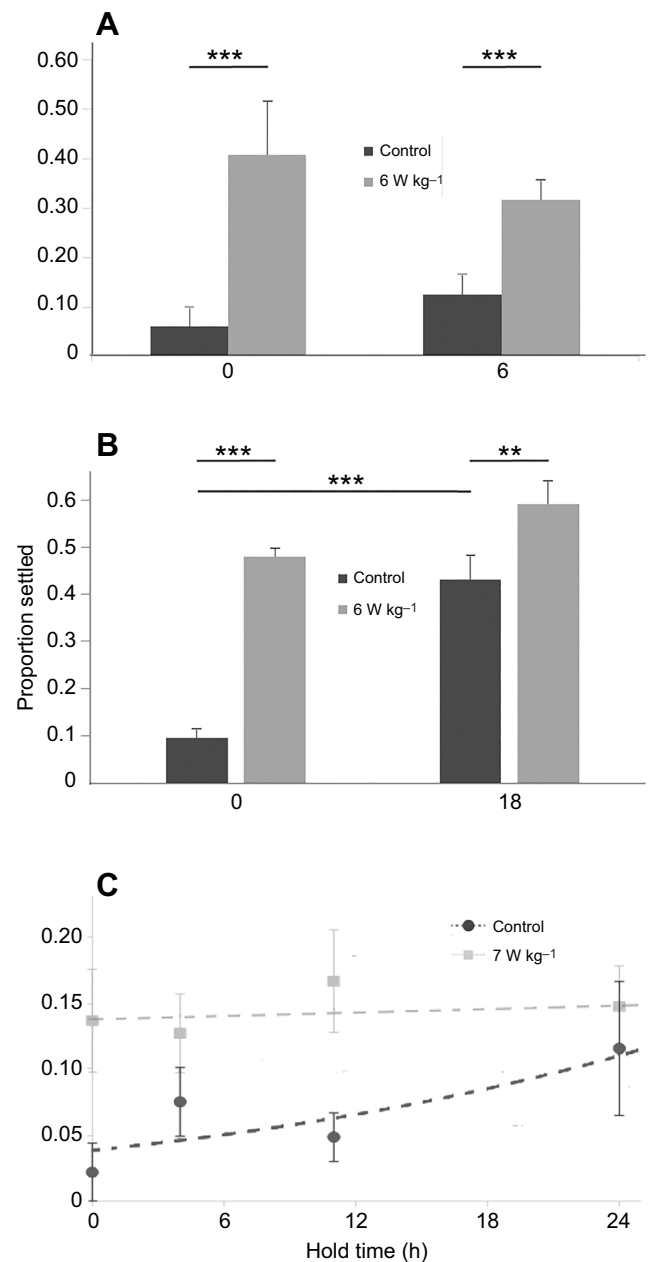 A
0.60
*** ***
0.50
0.40
Control
6 W kg–1
0.30
0.20
0.10
0
0 6
B
*** **
***
0.6
0.5
Control
6 W kg–1
0.4
0.3
0.2
0.1
0
0 18
Proportion settled
C
Control
7 W kg–1
0.20
0.15
0.10
0.05
0
0 6 12 18 24
Hold time (h)